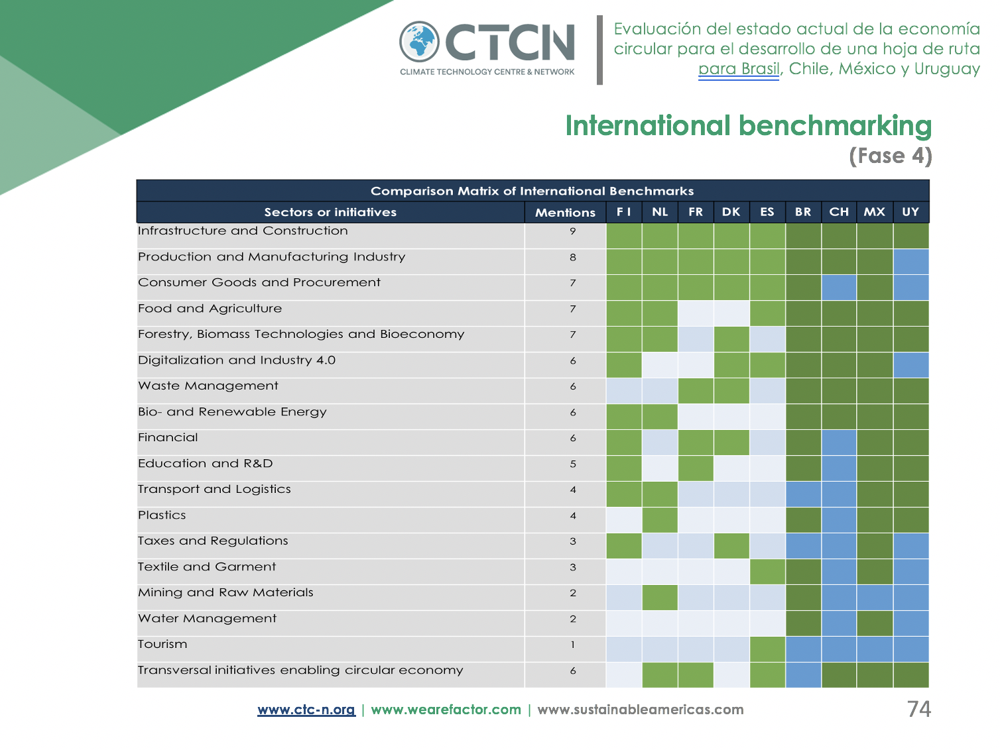 CTCN
CLIMATE TECHNOLOGY CENTRE & NETWORK
Evaluación del estado actual de la economía
circular para el desarrollo de una hoja de ruta
para Brasil, Chile, México y Uruguay
International benchmarking
(Fase 4)
Comparison Matrix of International Benchmarks
Sectors or initiatives Mentions F I NL FR DK ES BR CH MX UY
Infrastructure and Construction 9
Production and Manufacturing Industry 8
Consumer Goods and Procurement 7
Food and Agriculture 7
Forestry, Biomass Technologies and Bioeconomy 7
Digitalization and Industry 4.0 6
Waste Management 6
Bio- and Renewable Energy 6
Financial 6
Education and R&D 5
Transport and Logistics 4
Plastics 4
Taxes and Regulations 3
Textile and Garment 3
Mining and Raw Materials 2
Water Management 2
Tourism 1
Transversal initiatives enabling circular economy 6
www.ctc-n.org | www.wearefactor.com | www.sustainableamericas.com
74